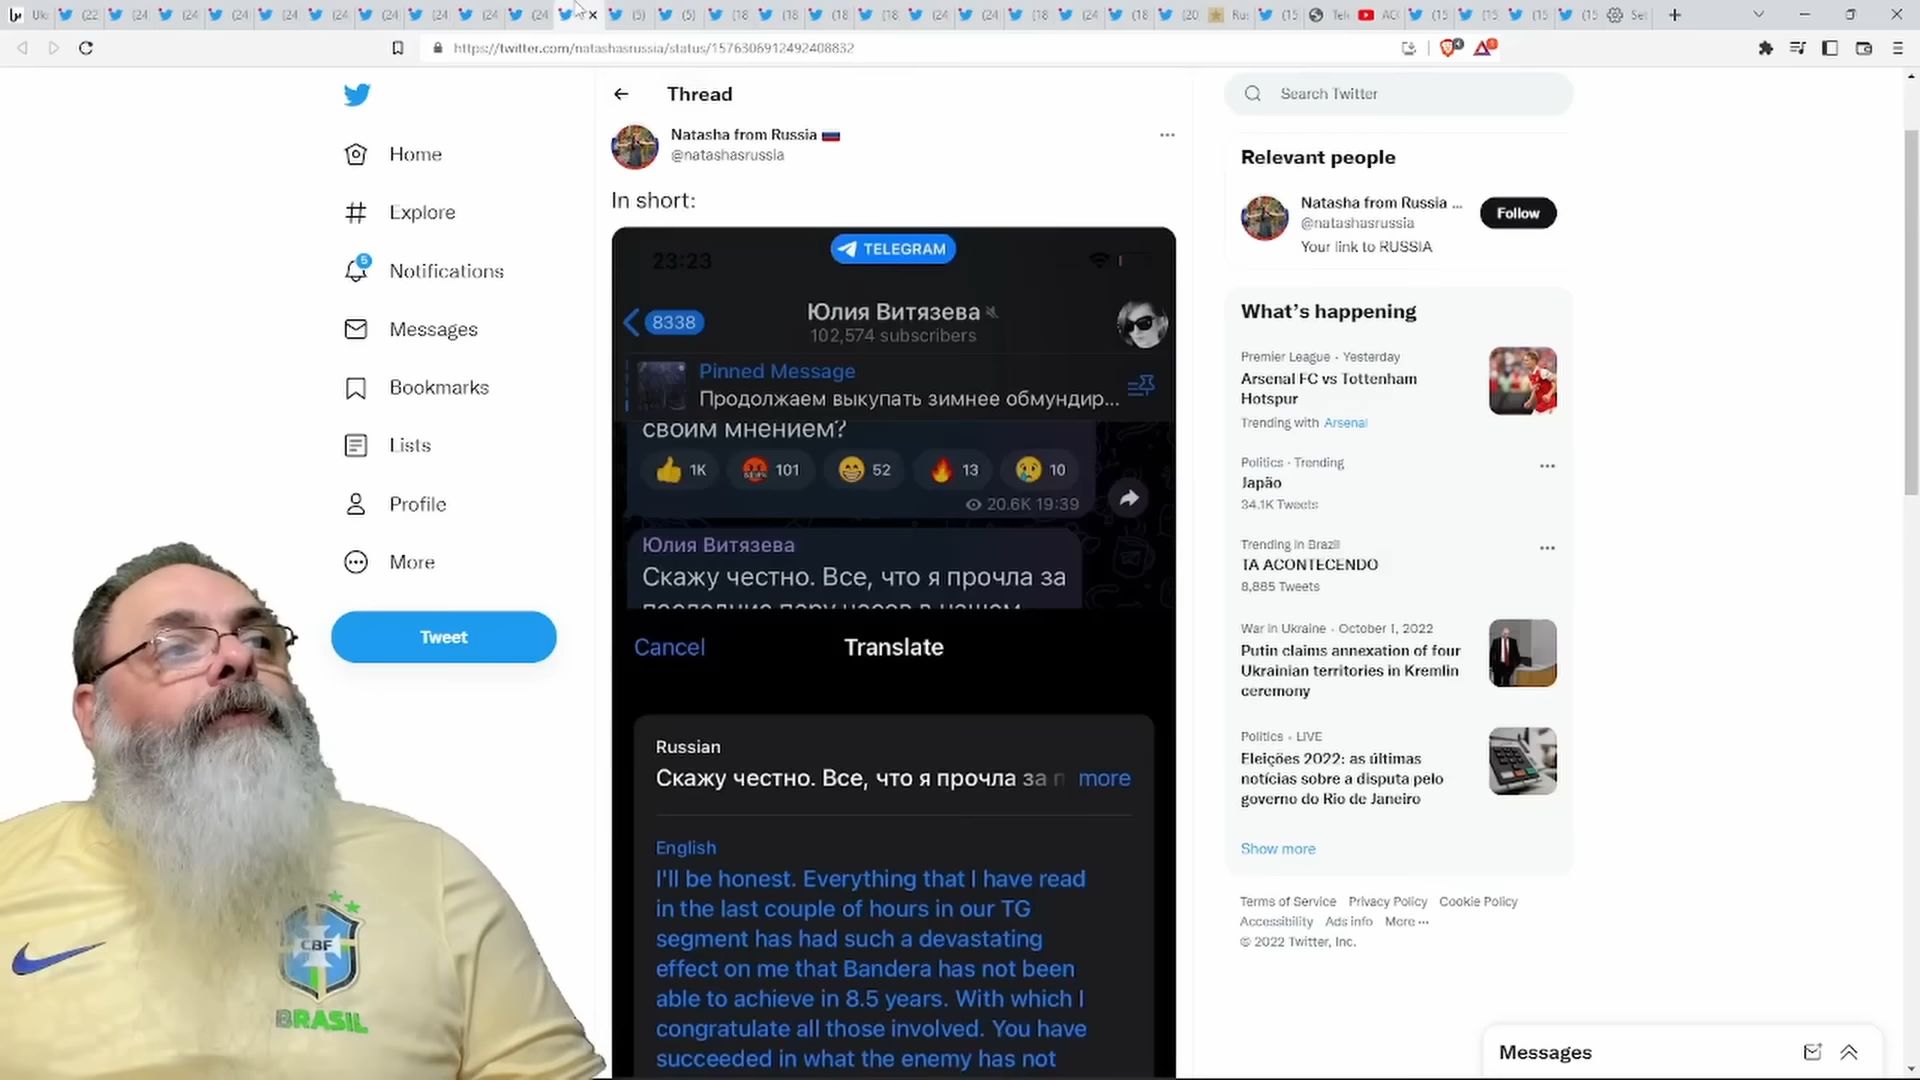 https://twitter.com/natashasrussia/status/1576306912492408832
Home
Explore
5
Notifications
Messages
Bookmarks
Lists
Profile
More
Tweet
Thread
Natasha from Russia
@natashasrussia
In short:
23:23
TELEGRAM
8338
Юлия Витязева
102,574 subscribers
Pinned Message
Продолжаем выкупать зимнее обмундир...
своим мнением?
1K
101
52
13
10
20.6K 19:39
Юлия Витязева
Скажу честно. Все, что я прочла за
Cancel
Translate
Russian
Скажу честно. Все, что я прочла за п
more
English
I'll be honest. Everything that I have read
in the last couple of hours in our TG
segment has had such a devastating
effect on me that Bandera has not been
able to achieve in 8.5 years. With which I
congratulate all those involved. You have
succeeded in what the enemy has not
Search Twitter
Relevant people
Natasha from Russia ...
@natashasrussia
Your link to RUSSIA
Follow
What's happening
Premier League · Yesterday
Arsenal FC vs Tottenham
Hotspur
Trending with Arsenal
Politics · Trending
Japão
34.1K Tweets
Trending in Brazil
TA ACONTECENDO
8,885 Tweets
War in Ukraine · October 1, 2022
Putin claims annexation of four
Ukrainian territories in Kremlin
ceremony
Politics · LIVE
Eleições 2022: as últimas
notícias sobre a disputa pelo
governo do Rio de Janeiro
Show more
Terms of Service Privacy Policy Cookie Policy
Accessibility Ads info More ···
© 2022 Twitter, Inc.
Messages
CBF
BRASIL